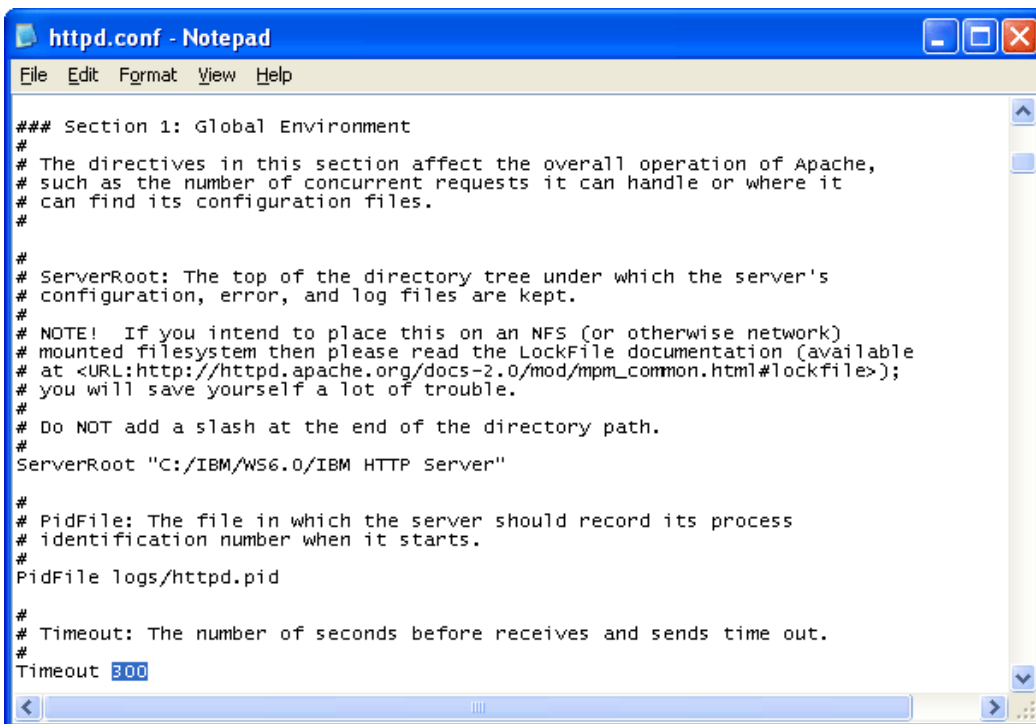 httpd.conf - Notepad
File Edit Format View Help
### Section 1: Global Environment
#
# The directives in this section affect the overall operation of Apache,
# such as the number of concurrent requests it can handle or where it
# can find its configuration files.
#
#
# ServerRoot: The top of the directory tree under which the server's
# configuration, error, and log files are kept.
#
# NOTE!  If you intend to place this on an NFS (or otherwise network)
# mounted filesystem then please read the LockFile documentation (available
# at <URL:http://httpd.apache.org/docs-2.0/mod/mpm_common.html#lockfile>);
# you will save yourself a lot of trouble.
#
# Do NOT add a slash at the end of the directory path.
#
ServerRoot "C:/IBM/WS6.0/IBM HTTP Server"
#
# PidFile: The file in which the server should record its process
# identification number when it starts.
#
PidFile logs/httpd.pid
#
# Timeout: The number of seconds before receives and sends time out.
#
Timeout 300